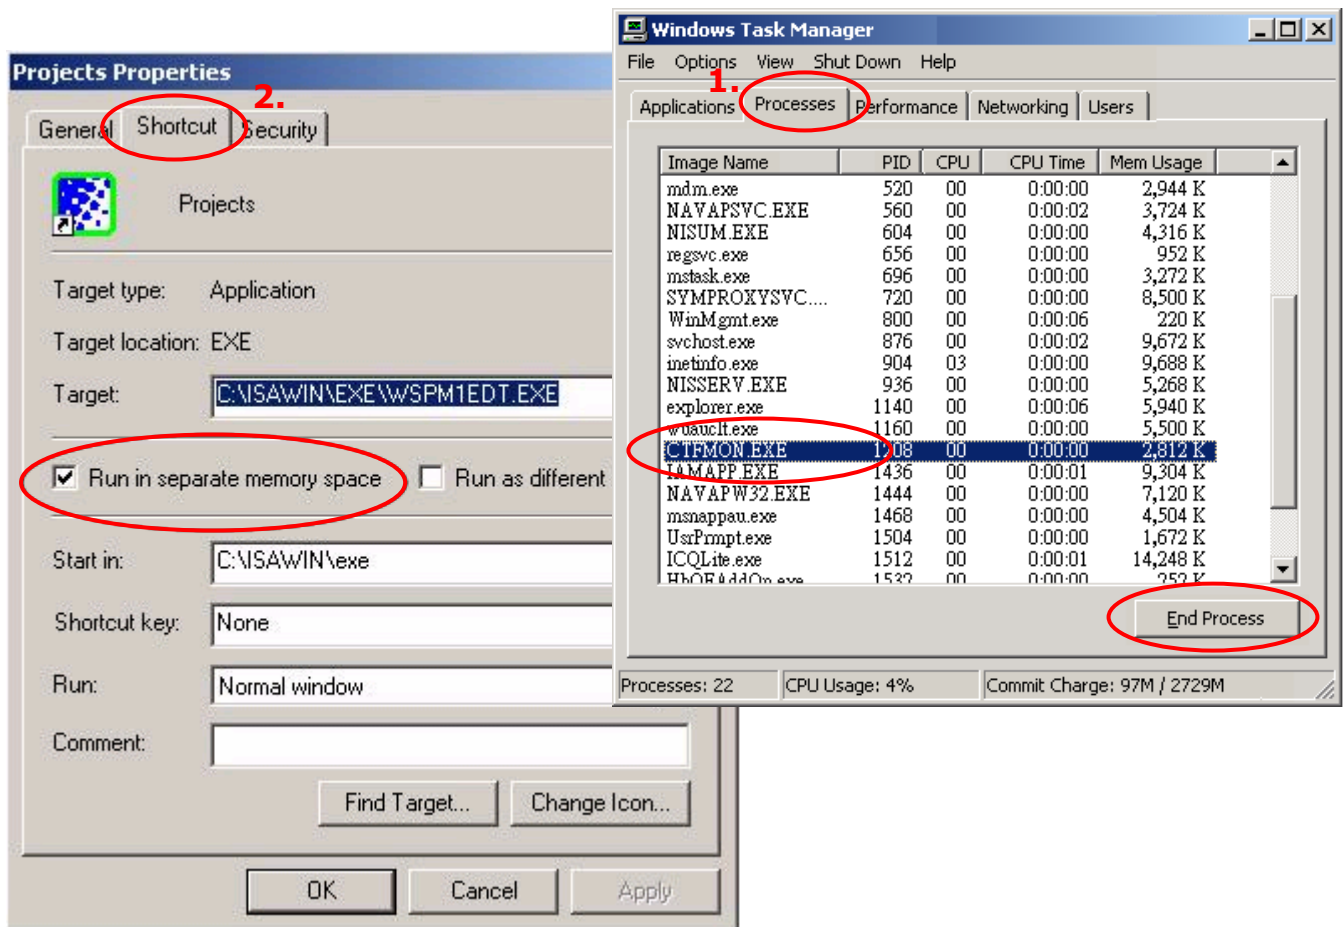 Projects Properties
2.
General Shortcut Security
Projects
Target type: Application
Target location: EXE
Target: C:\ISAWIN\EXE\WSPM1EDT.EXE
Run in separate memory space Run as different
Start in: C:\ISAWIN\exe
Shortcut key: None
Run: Normal window
Comment:
Find Target... Change Icon...
OK Cancel Apply
Windows Task Manager
File Options View Shut Down Help
1.
Applications Processes Performance Networking Users
Image Name PID CPU CPU Time Mem Usage
mdm.exe 520 00 0:00:00 2,944 K
NAVAPSVC.EXE 560 00 0:00:02 3,724 K
NISUM.EXE 604 00 0:00:00 4,316 K
regsvc.exe 656 00 0:00:00 952 K
mstask.exe 696 00 0:00:00 3,272 K
SYMPROXYSVC.... 720 00 0:00:00 8,500 K
WinMgmt.exe 800 00 0:00:06 220 K
svchost.exe 876 00 0:00:02 9,672 K
inetinfo.exe 904 03 0:00:00 9,688 K
NISSERV.EXE 936 00 0:00:00 5,268 K
explorer.exe 1140 00 0:00:06 5,940 K
wuauclt.exe 1160 00 0:00:00 5,500 K
CTFMON.EXE 1208 00 0:00:00 2,812 K
IAMAPP.EXE 1436 00 0:00:01 9,304 K
NAVAPW32.EXE 1444 00 0:00:00 7,120 K
msnappau.exe 1468 00 0:00:00 4,504 K
UsrPrmpt.exe 1504 00 0:00:00 1,672 K
ICQLite.exe 1512 00 0:00:01 14,248 K
1532 00 0:00:00 252 K
End Process
Processes: 22 CPU Usage: 4% Commit Charge: 97M / 2729M